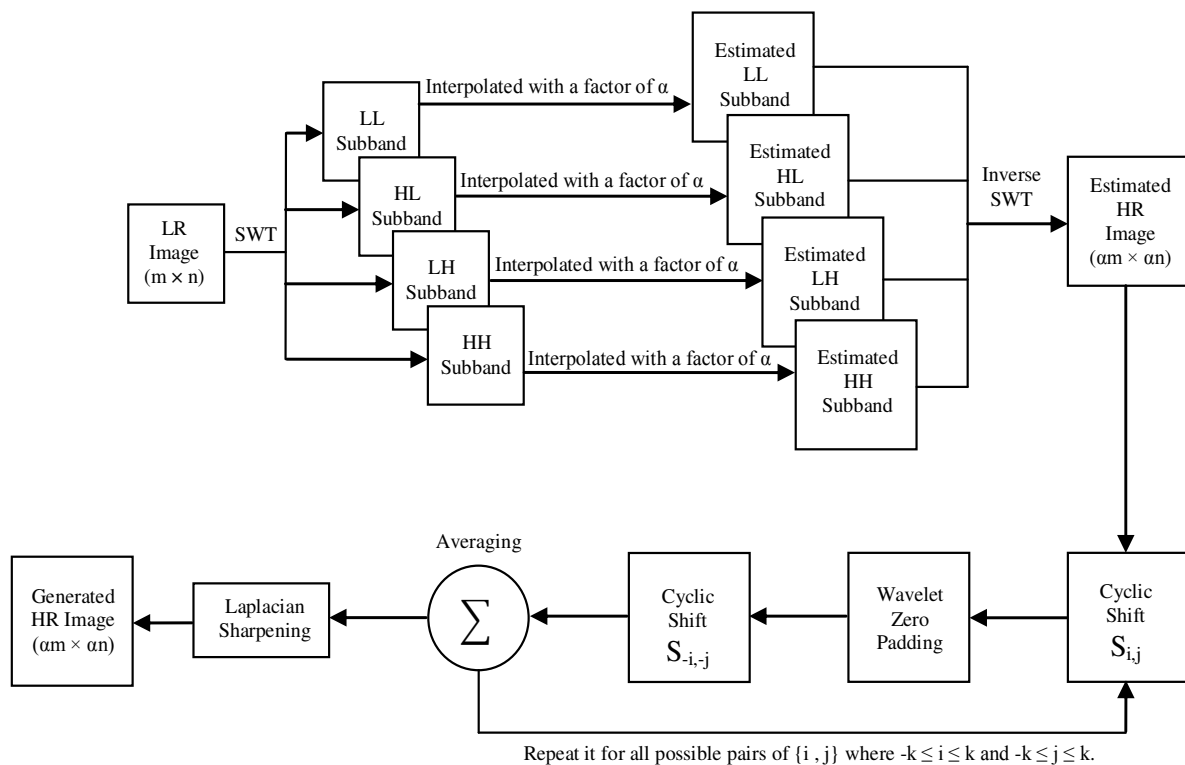 LR
Image
(m × n)
SWT
LL
Subband
HL
Subband
LH
Subband
HH
Subband
Interpolated with a factor of α
Interpolated with a factor of α
Interpolated with a factor of α
Interpolated with a factor of α
Estimated
LL
Subband
Estimated
HL
Subband
Estimated
LH
Subband
Estimated
HH
Subband
Inverse
SWT
Estimated
HR
Image
(αm × αn)
Cyclic
Shift
S_i,j
Wavelet
Zero
Padding
Cyclic
Shift
S_-i,-j
Averaging
∑
Laplacian
Sharpening
Generated
HR Image
(αm × αn)
Repeat it for all possible pairs of {i , j} where -k ≤ i ≤ k and -k ≤ j ≤ k.